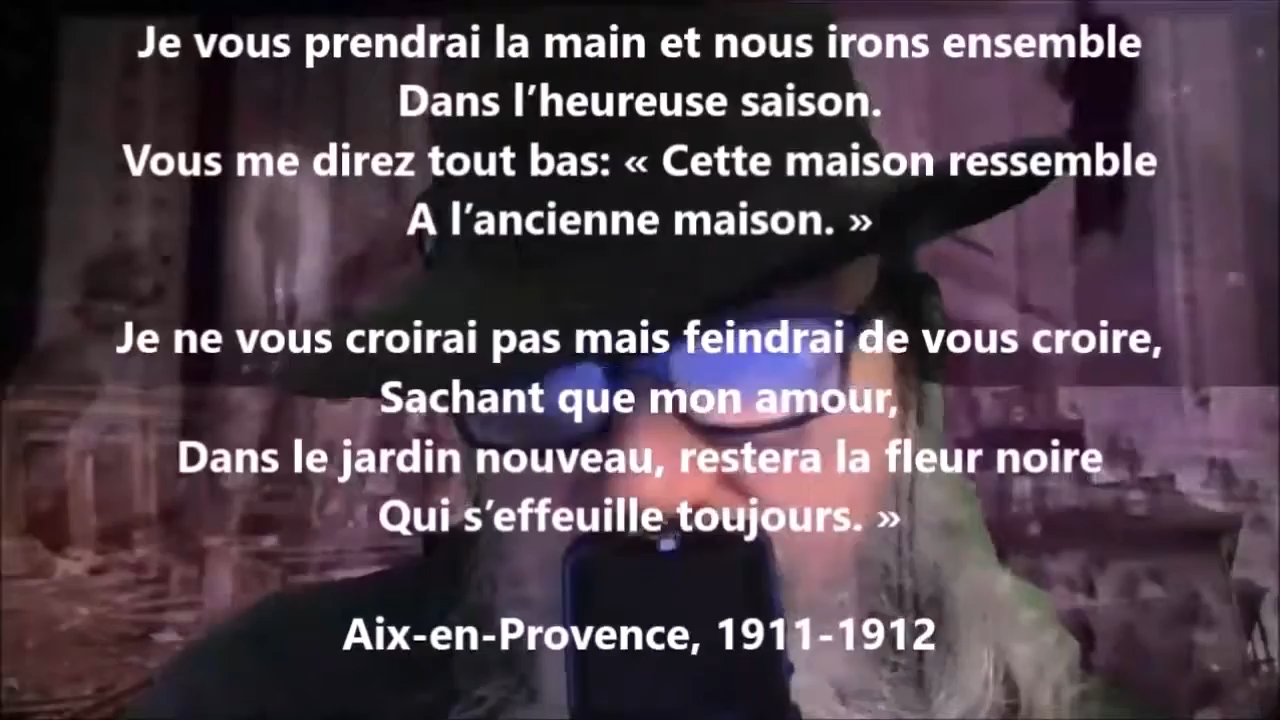 Je vous prendrai la main et nous irons ensemble
Dans l’heureuse saison.
Vous me direz tout bas: « Cette maison ressemble
A l’ancienne maison. »
Je ne vous croirai pas mais feindrai de vous croire,
Sachant que mon amour,
Dans le jardin nouveau, restera la fleur noire
Qui s’effeuille toujours. »
Aix-en-Provence, 1911-1912